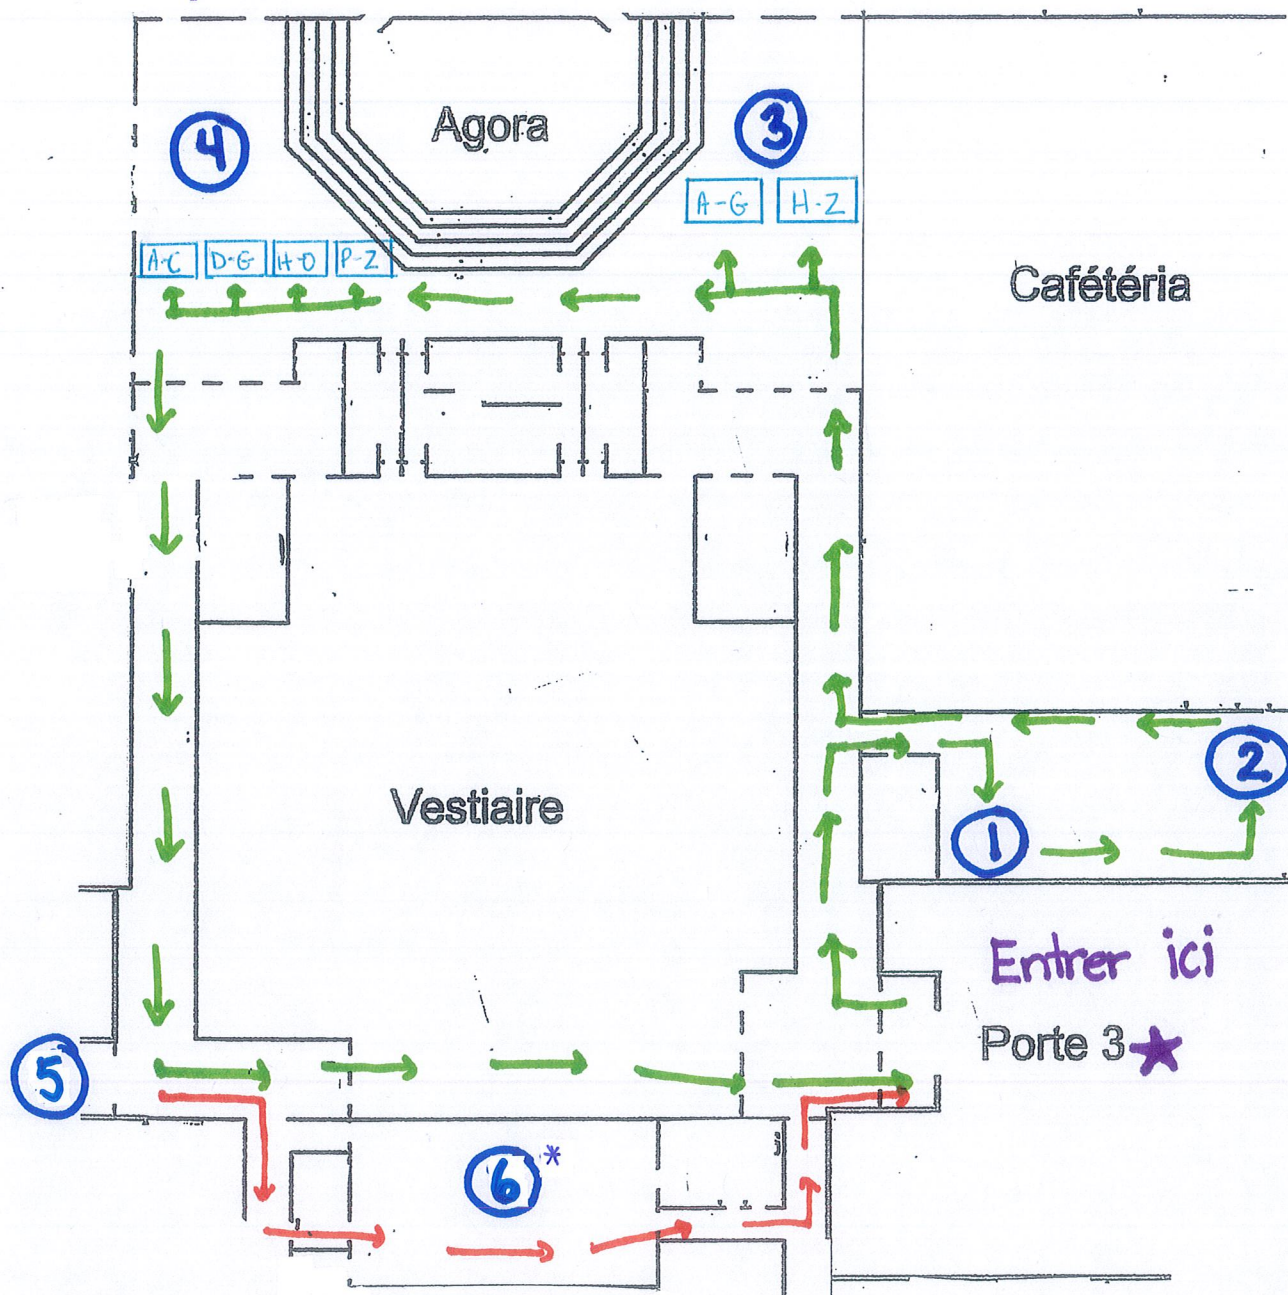 Agora
4
3
A-G H-Z
A-C D-G H-O P-Z
Cafétéria
2
Vestiaire
1
Entrer ici
Porte 3 ★
5
6*